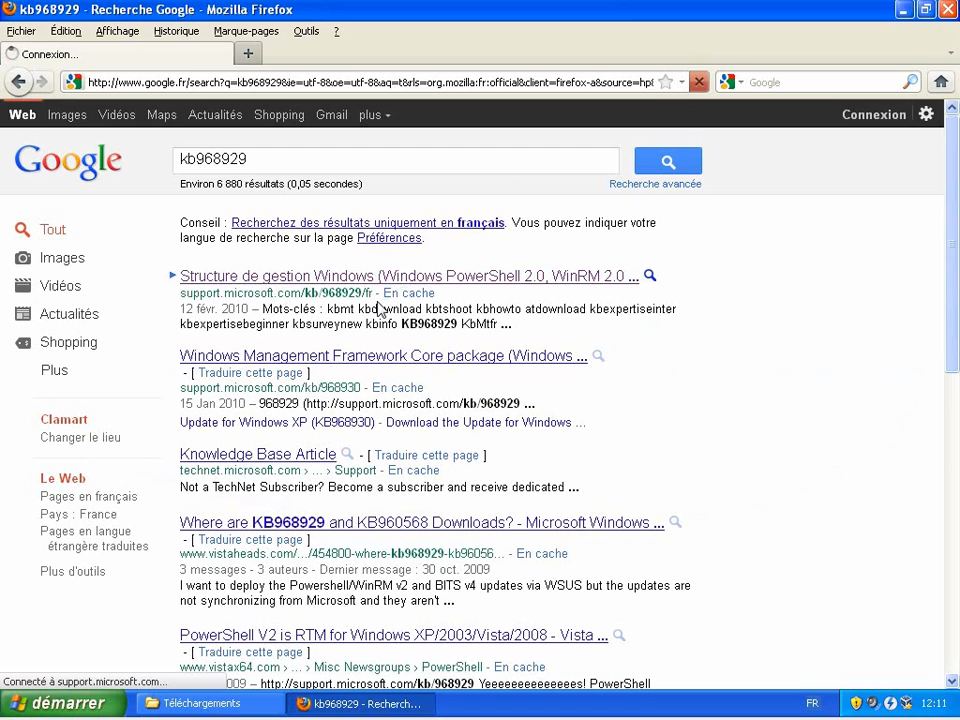 kb968929 - Recherche Google - Mozilla Firefox
Fichier Édition Affichage Historique Marque-pages Outils ?
Connexion...
http://www.google.fr/search?q=kb968929&ie=utf-8&oe=utf-8&aq=t&rls=org.mozilla:fr:official&client=firefox-a&source=hp& Google
Web Images Vidéos Maps Actualités Shopping Gmail plus Connexion
Google kb968929
Environ 6 880 résultats (0,05 secondes) Recherche avancée
Conseil : Recherchez des résultats uniquement en français. Vous pouvez indiquer votre
langue de recherche sur la page Préférences.
Tout
Images
Vidéos
Actualités
Shopping
Plus
Clamart
Changer le lieu
Le Web
Pages en français
Pays : France
Pages en langue
étrangère traduites
Plus d'outils
Structure de gestion Windows (Windows PowerShell 2.0, WinRM 2.0 ...
support.microsoft.com/kb/968929/fr - En cache
12 févr. 2010 – Mots-clés : kbmt kbdownload kbtshoot kbhowto atdownload kbexpertiseinter
kbexpertisebeginner kbsurveynew kbinfo KB968929 KbMtfr ...
Windows Management Framework Core package (Windows ...
- [ Traduire cette page ]
support.microsoft.com/kb/968930 - En cache
15 Jan 2010 – 968929 (http://support.microsoft.com/kb/968929 ...
Update for Windows XP (KB968930) - Download the Update for Windows ...
Knowledge Base Article - [ Traduire cette page ]
technet.microsoft.com › ... › Support - En cache
Not a TechNet Subscriber? Become a subscriber and receive dedicated ...
Where are KB968929 and KB960568 Downloads? - Microsoft Windows ...
- [ Traduire cette page ]
www.vistaheads.com/.../454800-where-kb968929-kb96056... - En cache
3 messages - 3 auteurs - Dernier message : 30 oct. 2009
I want to deploy the Powershell/WinRM v2 and BITS v4 updates via WSUS but the updates are
not synchronizing from Microsoft and they aren't ...
PowerShell V2 is RTM for Windows XP/2003/Vista/2008 - Vista ...
- [ Traduire cette page ]
www.vistax64.com › ... › Misc Newsgroups › PowerShell - En cache
009 – http://support.microsoft.com/kb/968929 Yeeeeeeeeeeeees! PowerShell
Connecté à support.microsoft.com...
démarrer Téléchargements kb968929 - Recherch... FR 12:11